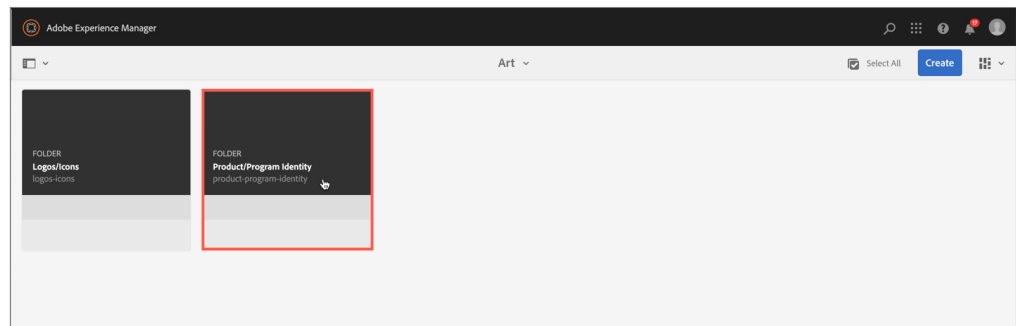 Adobe Experience Manager
17
Art
Select All
Create
FOLDER
Logos/Icons
logos-icons
FOLDER
Product/Program Identity
product-program-identity